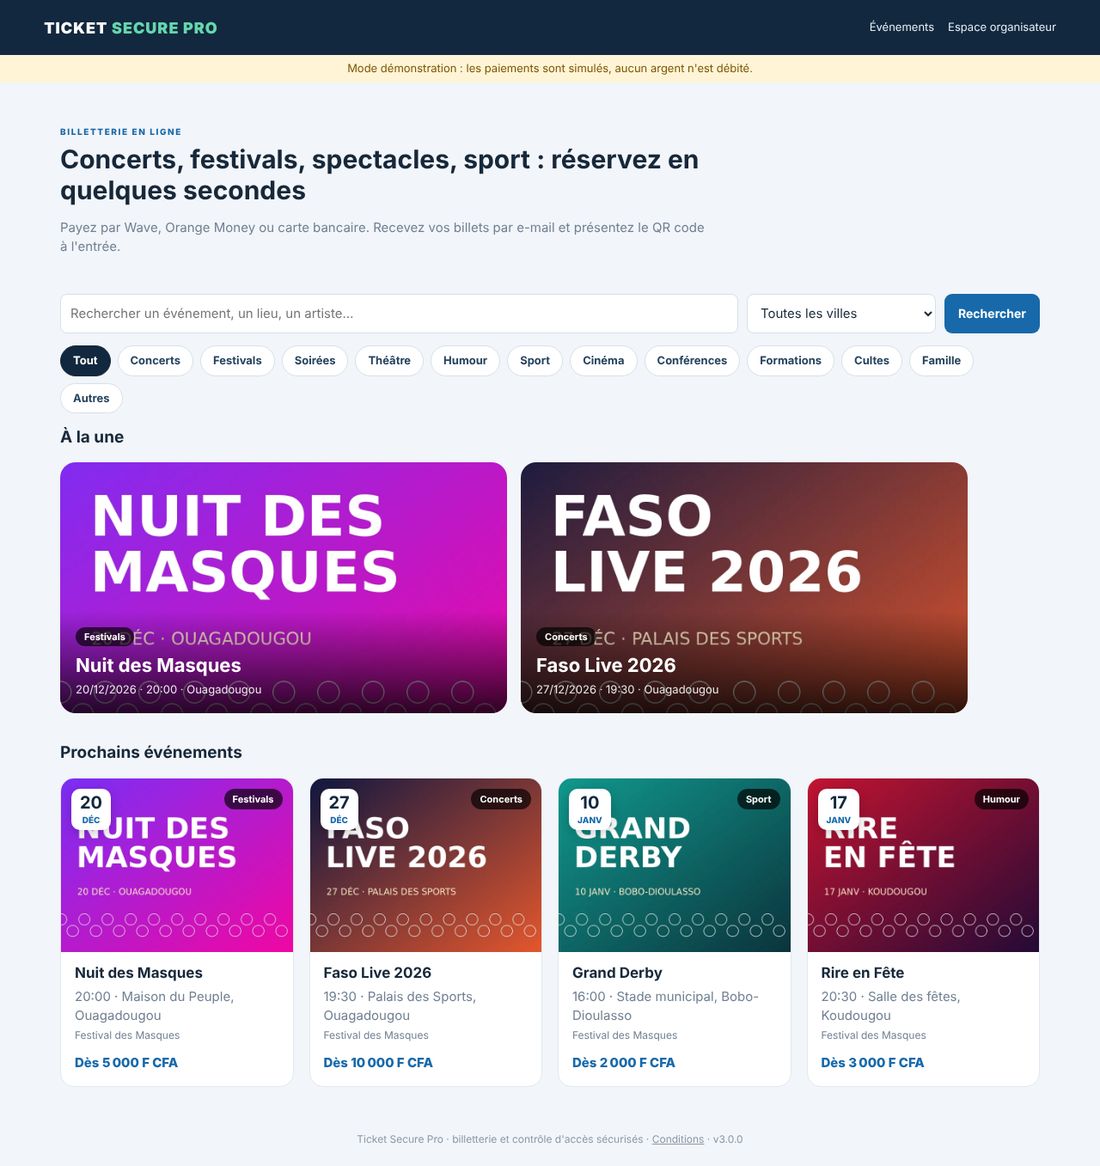 TICKET SECURE PRO
Événements Espace organisateur
Mode démonstration : les paiements sont simulés, aucun argent n'est débité.
BILLETTERIE EN LIGNE
Concerts, festivals, spectacles, sport : réservez en
quelques secondes
Payez par Wave, Orange Money ou carte bancaire. Recevez vos billets par e-mail et présentez le QR code
à l'entrée.
Rechercher un événement, un lieu, un artiste...
Toutes les villes
Rechercher
Tout Concerts Festivals Soirées Théâtre Humour Sport Cinéma Conférences Formations Cultes Famille
Autres
À la une
NUIT DES
MASQUES
OUAGADOUGOU
Festivals
Nuit des Masques
20/12/2026 · 20:00 · Ouagadougou
FASO
LIVE 2026
PALAIS DES SPORTS
Concerts
Faso Live 2026
27/12/2026 · 19:30 · Ouagadougou
Prochains événements
20
DÉC
Festivals
NUIT DES
MASQUES
20 DÉC · OUAGADOUGOU
Nuit des Masques
20:00 · Maison du Peuple,
Ouagadougou
Festival des Masques
Dès 5 000 F CFA
27
DÉC
Concerts
FASO
LIVE 2026
27 DÉC · PALAIS DES SPORTS
Faso Live 2026
19:30 · Palais des Sports,
Ouagadougou
Festival des Masques
Dès 10 000 F CFA
10
JANV
Sport
GRAND
DERBY
10 JANV · BOBO-DIOULASSO
Grand Derby
16:00 · Stade municipal, Bobo-
Dioulasso
Festival des Masques
Dès 2 000 F CFA
17
JANV
Humour
RIRE
EN FÊTE
17 JANV · KOUDOUGOU
Rire en Fête
20:30 · Salle des fêtes,
Koudougou
Festival des Masques
Dès 3 000 F CFA
Ticket Secure Pro · billetterie et contrôle d'accès sécurisés · Conditions · v3.0.0